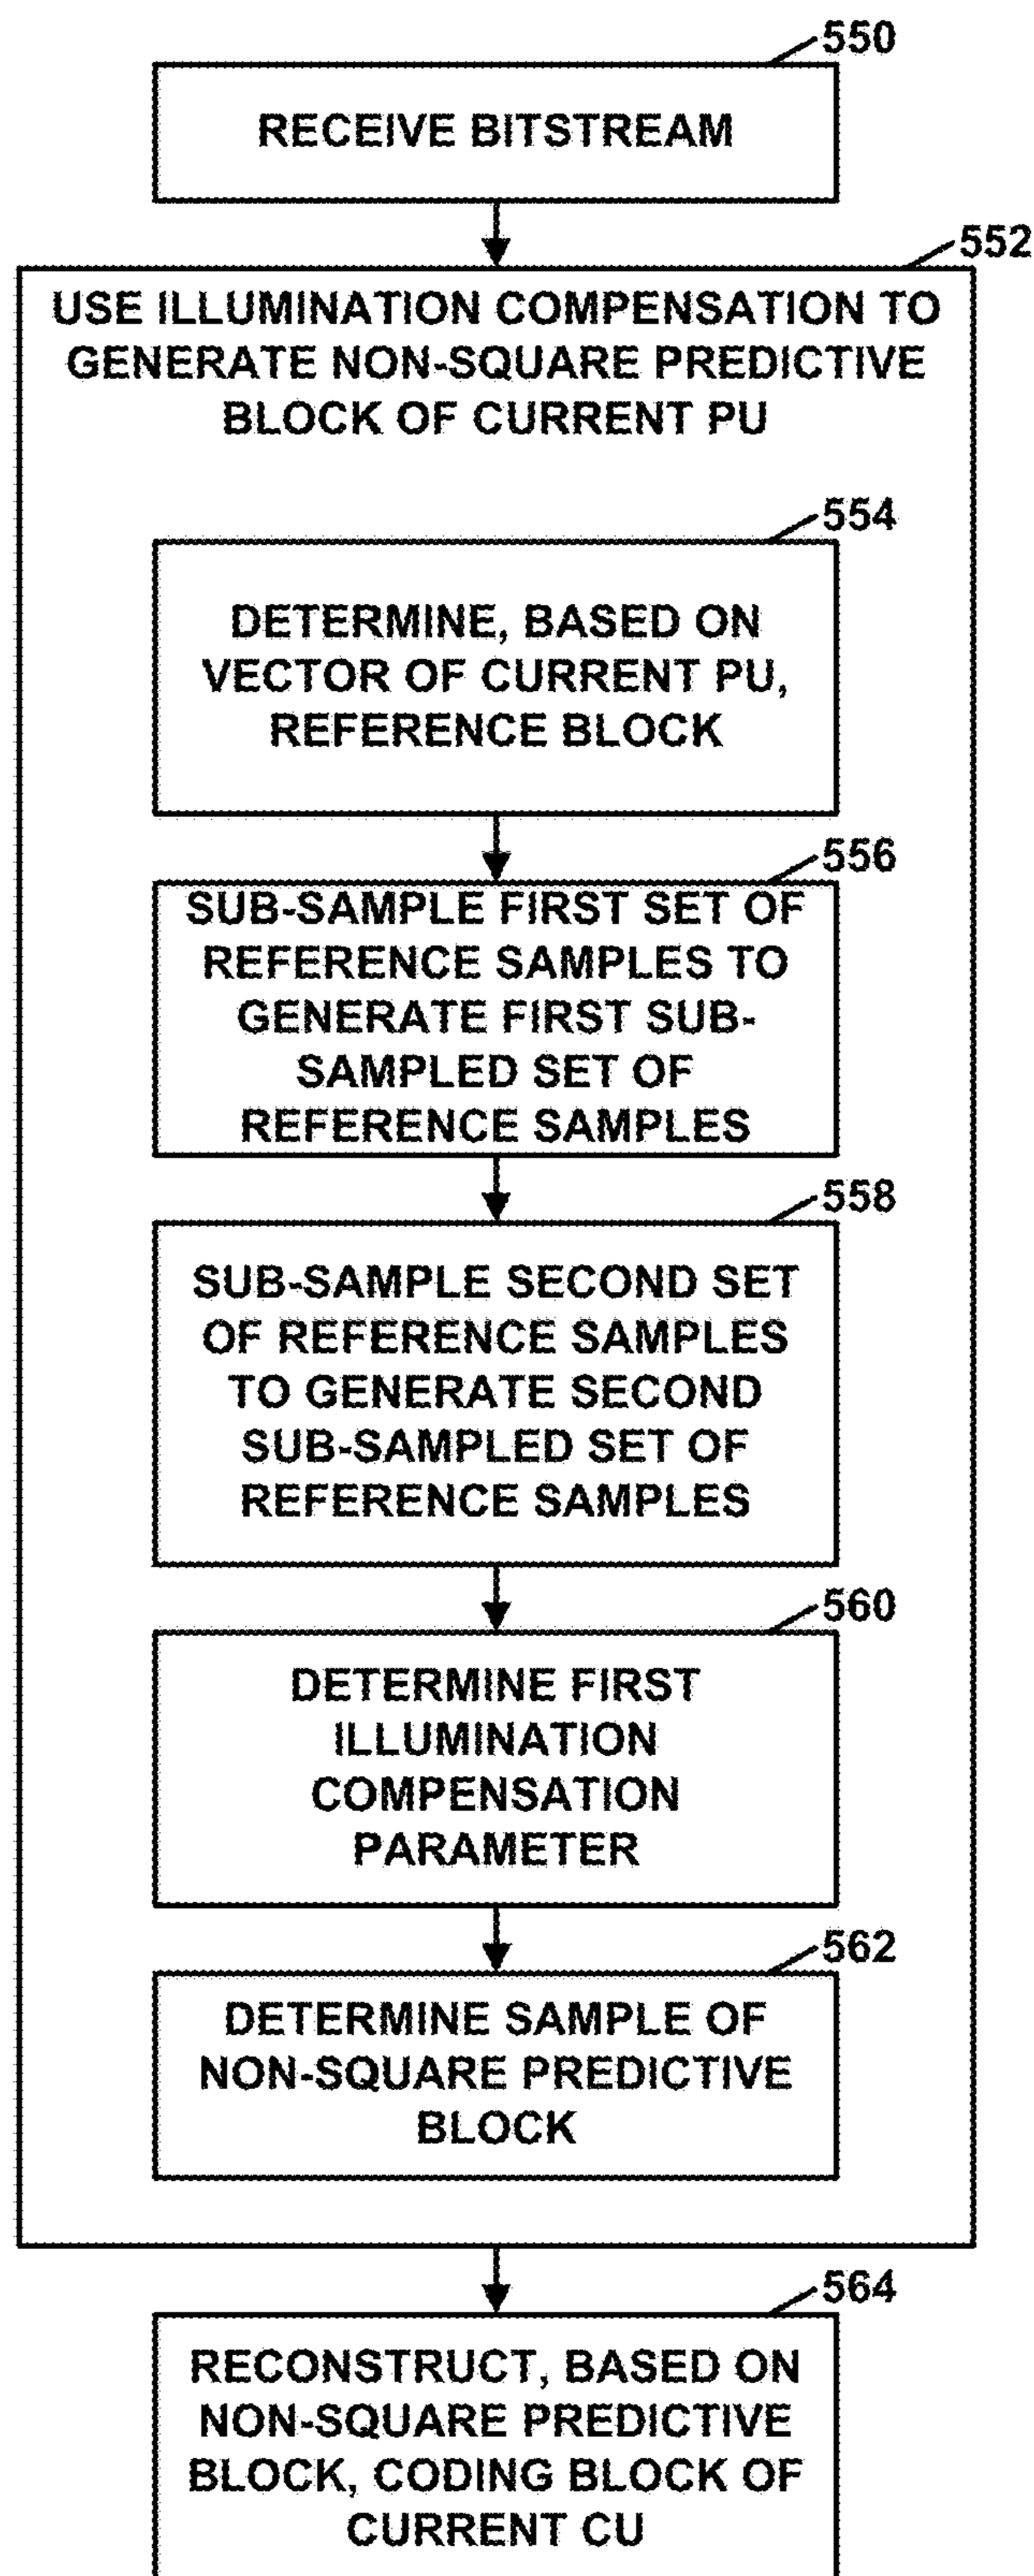 550
RECEIVE BITSTREAM
552
USE ILLUMINATION COMPENSATION TO
GENERATE NON-SQUARE PREDICTIVE
BLOCK OF CURRENT PU
554
DETERMINE, BASED ON
VECTOR OF CURRENT PU,
REFERENCE BLOCK
556
SUB-SAMPLE FIRST SET OF
REFERENCE SAMPLES TO
GENERATE FIRST SUB-
SAMPLED SET OF
REFERENCE SAMPLES
558
SUB-SAMPLE SECOND SET
OF REFERENCE SAMPLES
TO GENERATE SECOND
SUB-SAMPLED SET OF
REFERENCE SAMPLES
560
DETERMINE FIRST
ILLUMINATION
COMPENSATION
PARAMETER
562
DETERMINE SAMPLE OF
NON-SQUARE PREDICTIVE
BLOCK
564
RECONSTRUCT, BASED ON
NON-SQUARE PREDICTIVE
BLOCK, CODING BLOCK OF
CURRENT CU